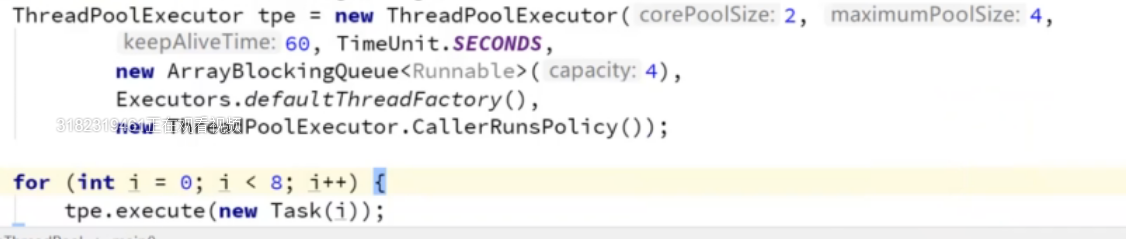 ThreadPoolExecutor tpe = new ThreadPoolExecutor( corePoolSize: 2, maximumPoolSize: 4,
keepAliveTime: 60, TimeUnit.SECONDS,
new ArrayBlockingQueue<Runnable>( capacity: 4),
Executors.defaultThreadFactory(),
new ThreadPoolExecutor.CallerRunsPolicy());
for (int i = 0; i < 8; i++) {
tpe.execute(new Task(i));